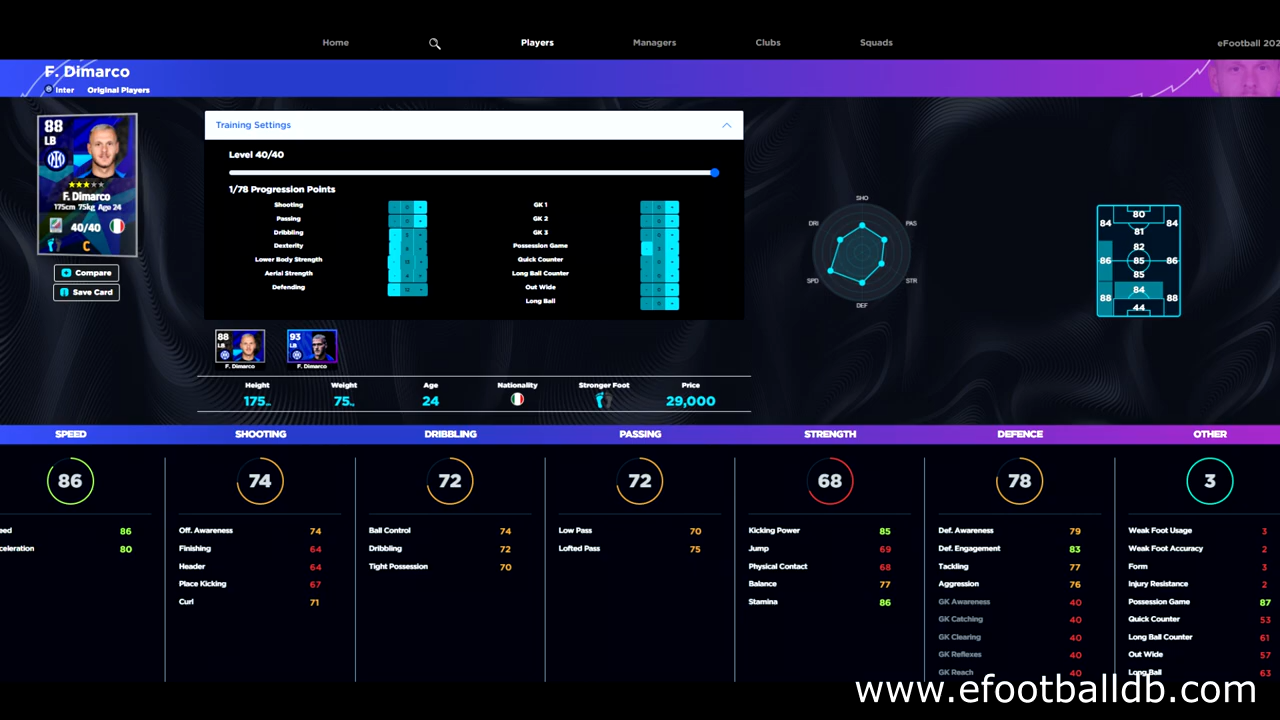 Home Players Managers Clubs Squads eFootball 202
F. Dimarco
Inter Original Players
88
LB
F. Dimarco
175cm 75kg Age 24
40/40
C
Compare
Save Card
Training Settings
Level 40/40
1/78 Progression Points
Shooting GK 1
Passing GK 2
Dribbling GK 3
Dexterity Possession Game
Lower Body Strength Quick Counter
Aerial Strength Long Ball Counter
Defending Out Wide
Long Ball
88
LB
F. Dimarco
93
LB
F. Dimarco
Height Weight Age Nationality Stronger Foot Price
175 75 24 29,000
SHO
DRI PAS
SPD STR
DEF
80
84 84
81
82
86 85 86
85
84
88 88
44
SPEED SHOOTING DRIBBLING PASSING STRENGTH DEFENCE OTHER
86 74 72 72 68 78 3
eed 86
celeration 80
Off. Awareness 74
Finishing 64
Header 64
Place Kicking 67
Curl 71
Ball Control 74
Dribbling 72
Tight Possession 70
Low Pass 70
Lofted Pass 75
Kicking Power 85
Jump 69
Physical Contact 68
Balance 77
Stamina 86
Def. Awareness 79
Def. Engagement 83
Tackling 77
Aggression 76
GK Awareness 40
GK Catching 40
GK Clearing 40
GK Reflexes 40
GK Reach 40
Weak Foot Usage 3
Weak Foot Accuracy 2
Form 3
Injury Resistance 2
Possession Game 87
Quick Counter 53
Long Ball Counter 61
Out Wide 57
Long Ball 63
www.efootballdb.com